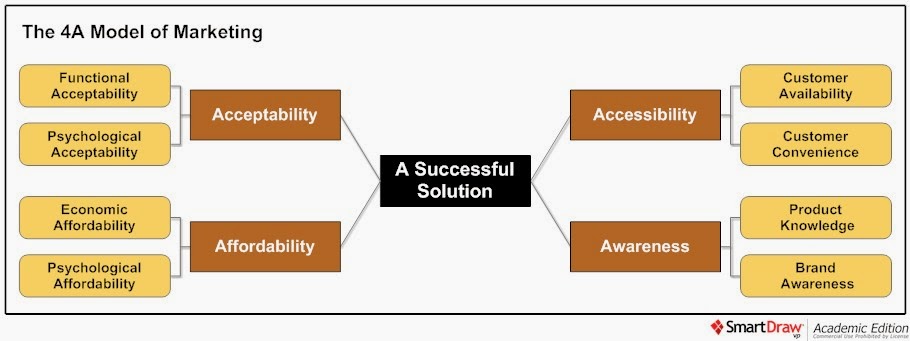 The 4A Model of Marketing
Functional
Acceptability
Psychological
Acceptability
Acceptability
Economic
Affordability
Psychological
Affordability
Affordability
A Successful
Solution
Accessibility
Customer
Availability
Customer
Convenience
Awareness
Product
Knowledge
Brand
Awareness
SmartDraw
VP
Academic Edition
Commercial Use Prohibited by License